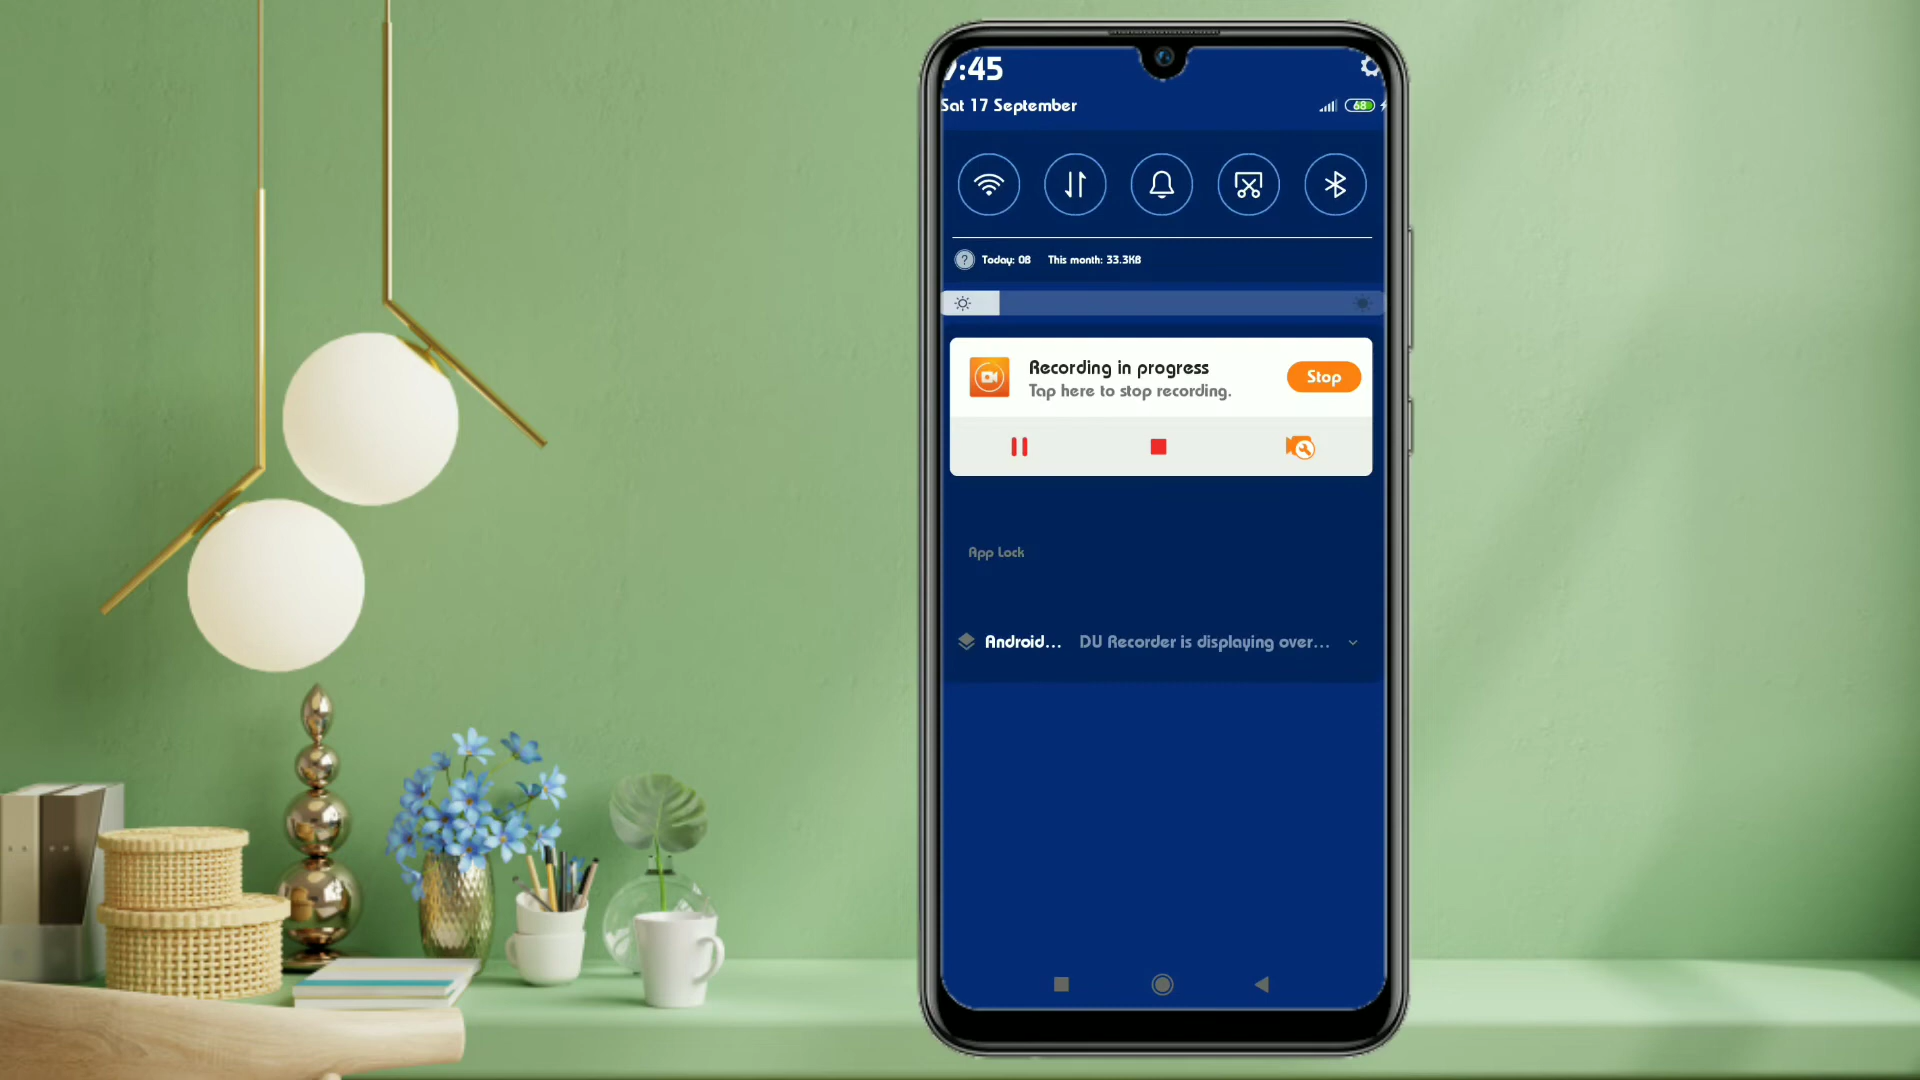 :45
Sat 17 September
68
Today: 0B This month: 33.3KB
Recording in progress
Tap here to stop recording.
Stop
App Lock
Android... DU Recorder is displaying over...